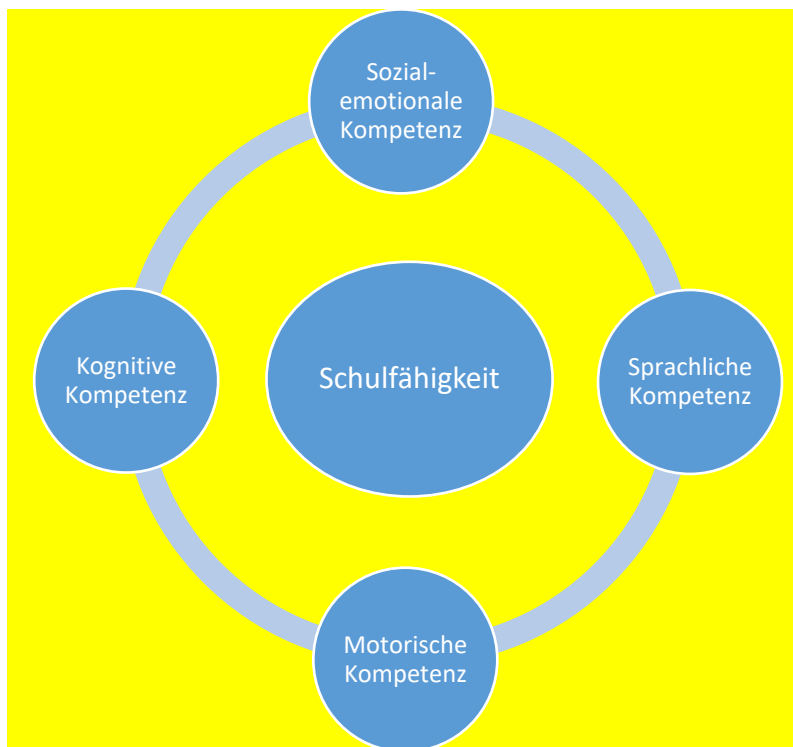 Sozial-
emotionale
Kompetenz
Kognitive
Kompetenz
Schulfähigkeit
Sprachliche
Kompetenz
Motorische
Kompetenz